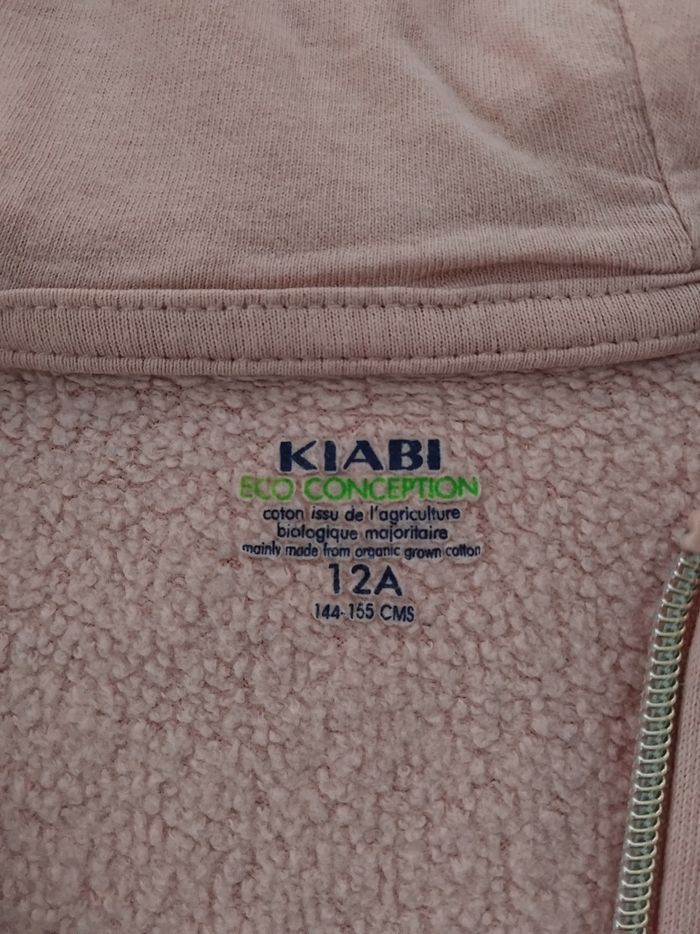 KIABI
ECO CONCEPTION
coton issu de l'agriculture
biologique majoritaire
mainly made from organic grown cotton
12A
144-155 CMS